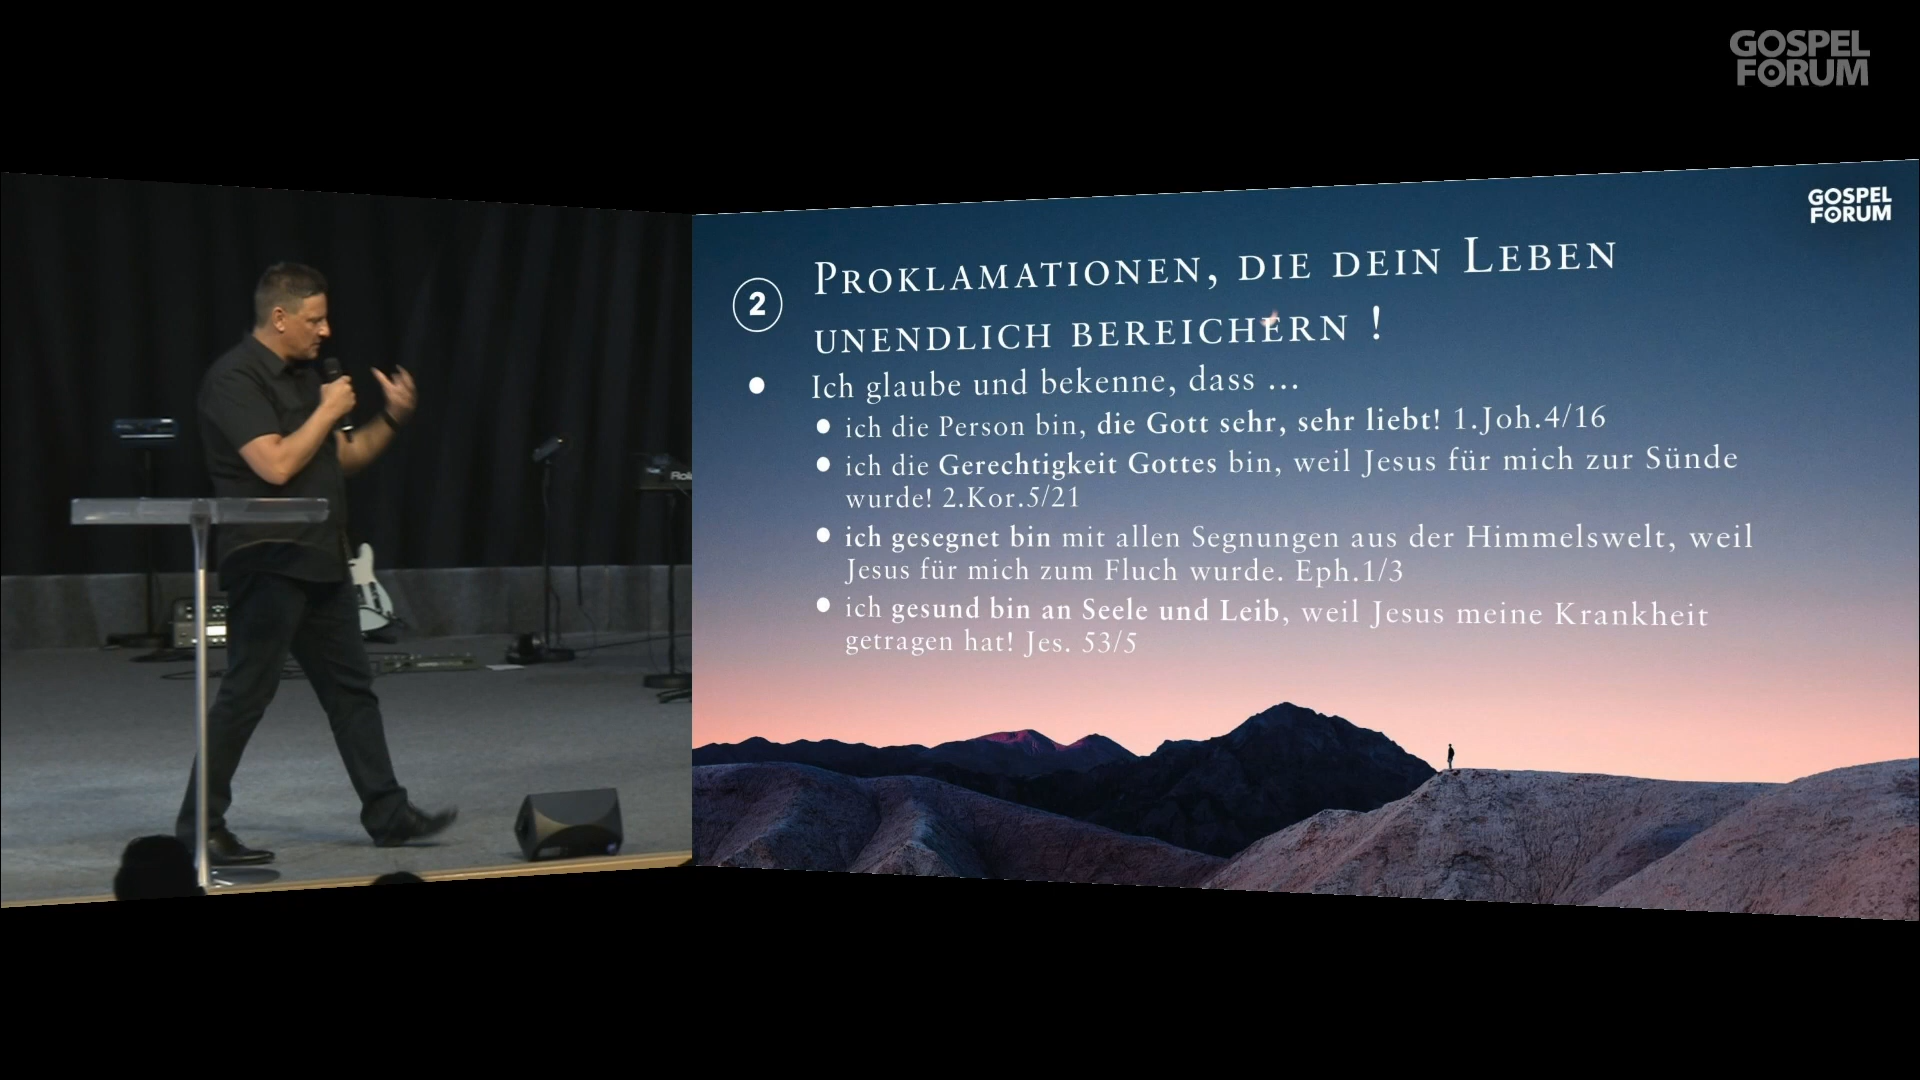 GOSPEL
FORUM
GOSPEL
FORUM
2
PROKLAMATIONEN, DIE DEIN LEBEN
UNENDLICH BEREICHERN !
Ich glaube und bekenne, dass ...
ich die Person bin, die Gott sehr, sehr liebt! 1.Joh.4/16
ich die Gerechtigkeit Gottes bin, weil Jesus für mich zur Sünde
wurde! 2.Kor.5/21
ich gesegnet bin mit allen Segnungen aus der Himmelswelt, weil
Jesus für mich zum Fluch wurde. Eph.1/3
ich gesund bin an Seele und Leib, weil Jesus meine Krankheit
getragen hat! Jes. 53/5